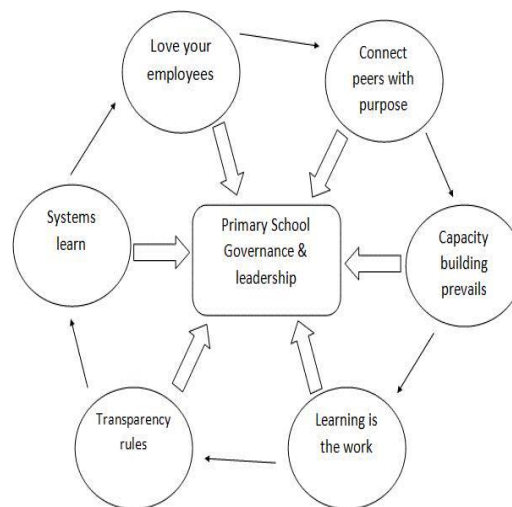 Love your
employees
Connect
peers with
purpose
Systems
learn
Primary School
Governance &
leadership
Capacity
building
prevails
Transparency
rules
Learning is
the work